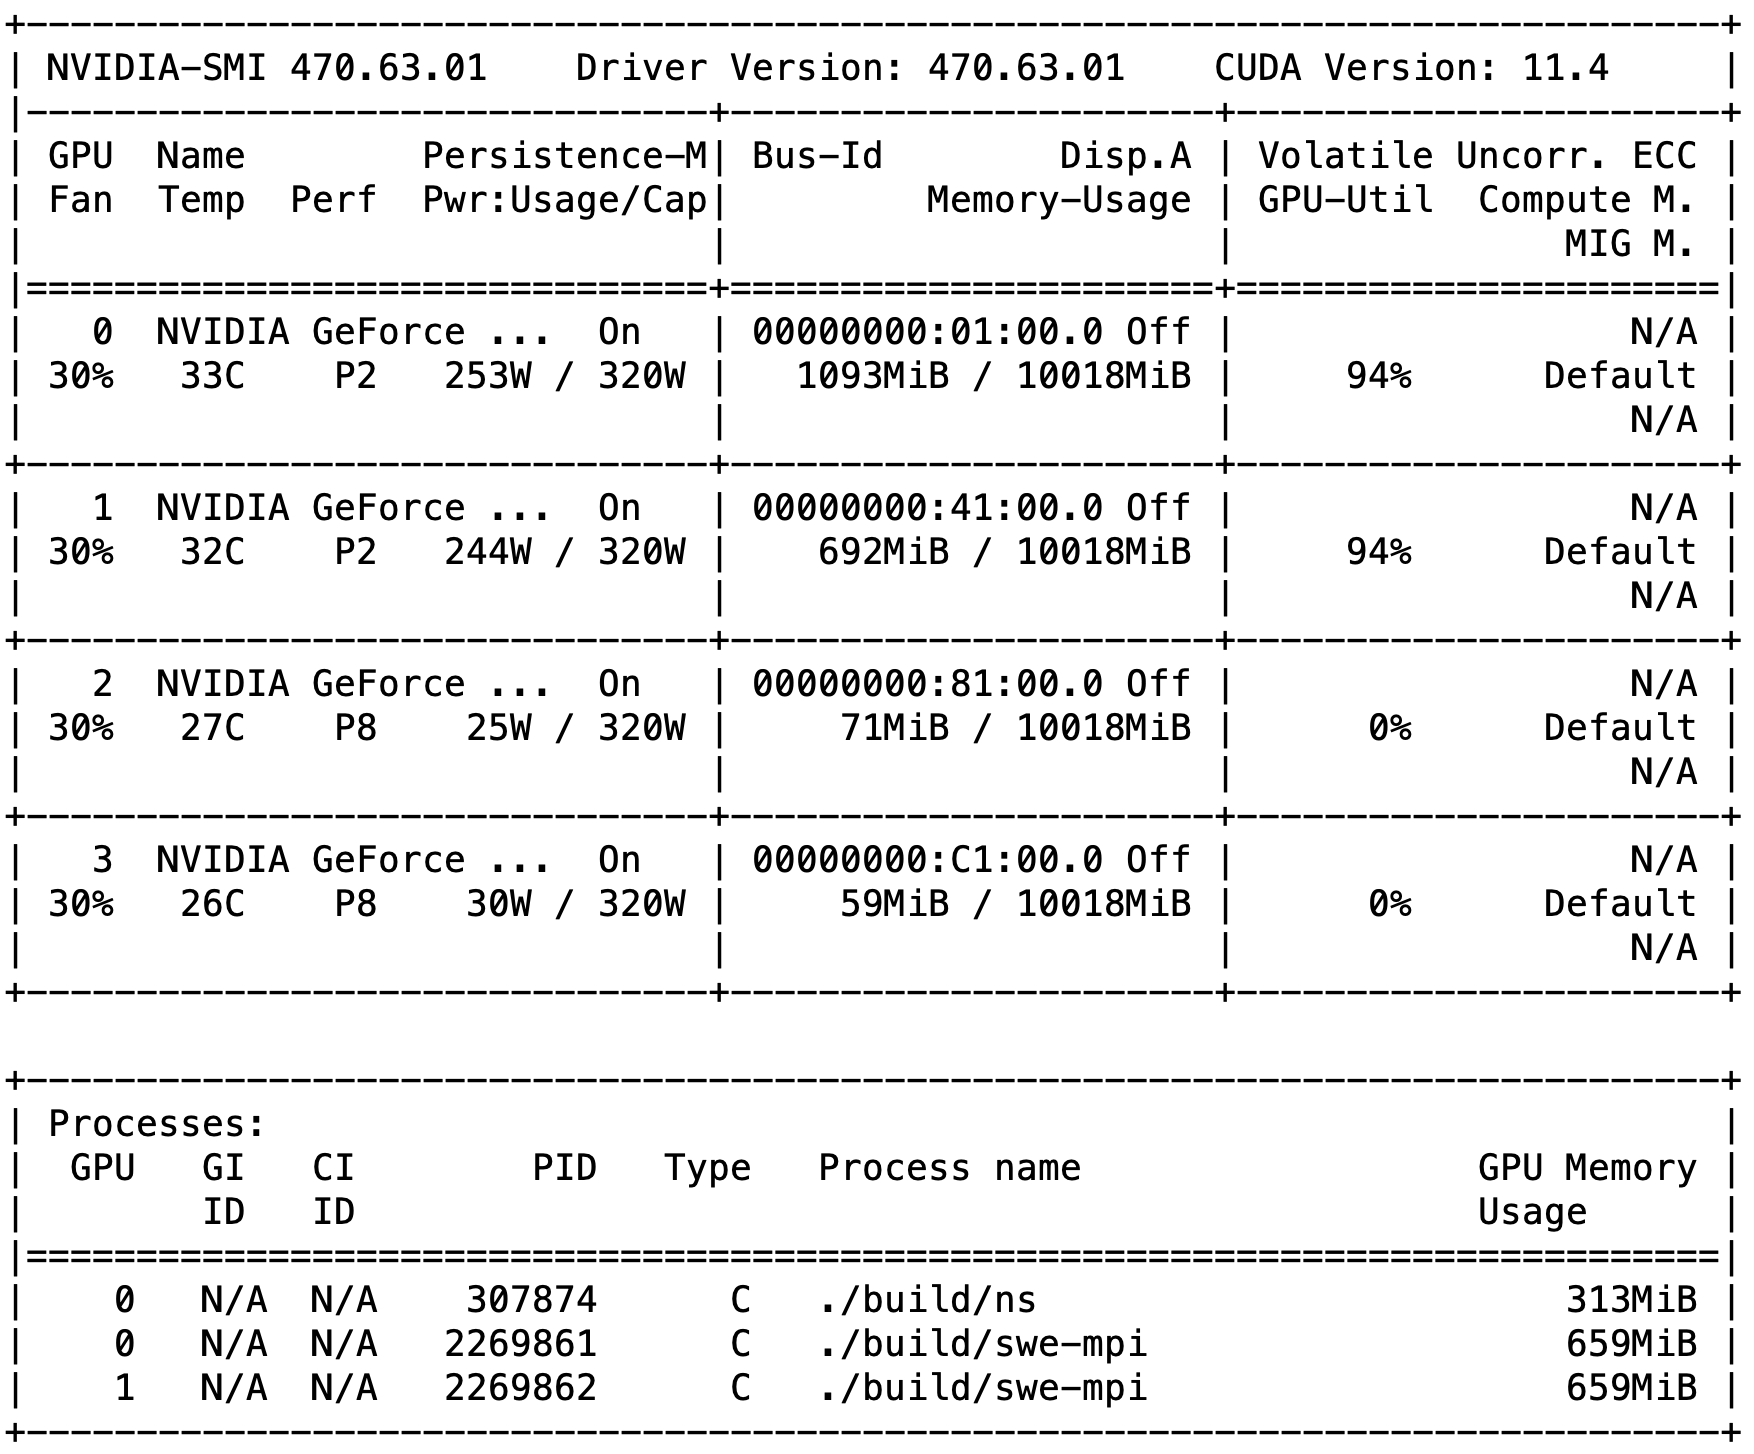 +-----------------------------------------------------------------------------+
| NVIDIA-SMI 470.63.01    Driver Version: 470.63.01    CUDA Version: 11.4     |
|-------------------------------+----------------------+----------------------+
| GPU  Name        Persistence-M| Bus-Id        Disp.A | Volatile Uncorr. ECC |
| Fan  Temp  Perf  Pwr:Usage/Cap|         Memory-Usage | GPU-Util  Compute M. |
|                               |                      |               MIG M. |
|===============================+======================+======================|
|   0  NVIDIA GeForce ...  On   | 00000000:01:00.0 Off |                  N/A |
| 30%   33C    P2   253W / 320W |   1093MiB / 10018MiB |     94%      Default |
|                               |                      |                  N/A |
+-------------------------------+----------------------+----------------------+
|   1  NVIDIA GeForce ...  On   | 00000000:41:00.0 Off |                  N/A |
| 30%   32C    P2   244W / 320W |    692MiB / 10018MiB |     94%      Default |
|                               |                      |                  N/A |
+-------------------------------+----------------------+----------------------+
|   2  NVIDIA GeForce ...  On   | 00000000:81:00.0 Off |                  N/A |
| 30%   27C    P8    25W / 320W |     71MiB / 10018MiB |      0%      Default |
|                               |                      |                  N/A |
+-------------------------------+----------------------+----------------------+
|   3  NVIDIA GeForce ...  On   | 00000000:C1:00.0 Off |                  N/A |
| 30%   26C    P8    30W / 320W |     59MiB / 10018MiB |      0%      Default |
|                               |                      |                  N/A |
+-------------------------------+----------------------+----------------------+

+-----------------------------------------------------------------------------+
| Processes:                                                                  |
|  GPU   GI   CI        PID   Type   Process name                  GPU Memory |
|        ID   ID                                                   Usage      |
|=============================================================================|
|    0   N/A  N/A    307874      C   ./build/ns                        313MiB |
|    0   N/A  N/A   2269861      C   ./build/swe-mpi                   659MiB |
|    1   N/A  N/A   2269862      C   ./build/swe-mpi                   659MiB |
+-----------------------------------------------------------------------------+